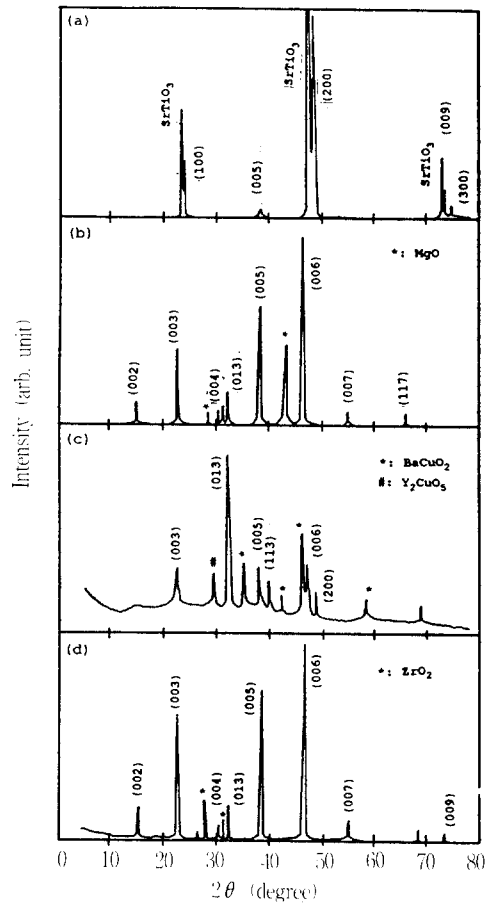 (a)
SrTiO₃
(100)
(005)
SrTiO₃
(200)
SrTiO₃
(009)
(300)
(b)
*: MgO
(002)
(003)
*
(004)
(013)
(005)
*
(006)
(007)
(117)
(c)
*: BaCuO₂
#: Y₂CuO₅
(003)
#
(013)
*
(005)
(113)
*
*
(006)
(200)
*
(d)
*: ZrO₂
(002)
(003)
*
(004)
*
(013)
(005)
(006)
(007)
(009)
0 10 20 30 40 50 60 70 80
2θ (degree)
Intensity (arb. unit)